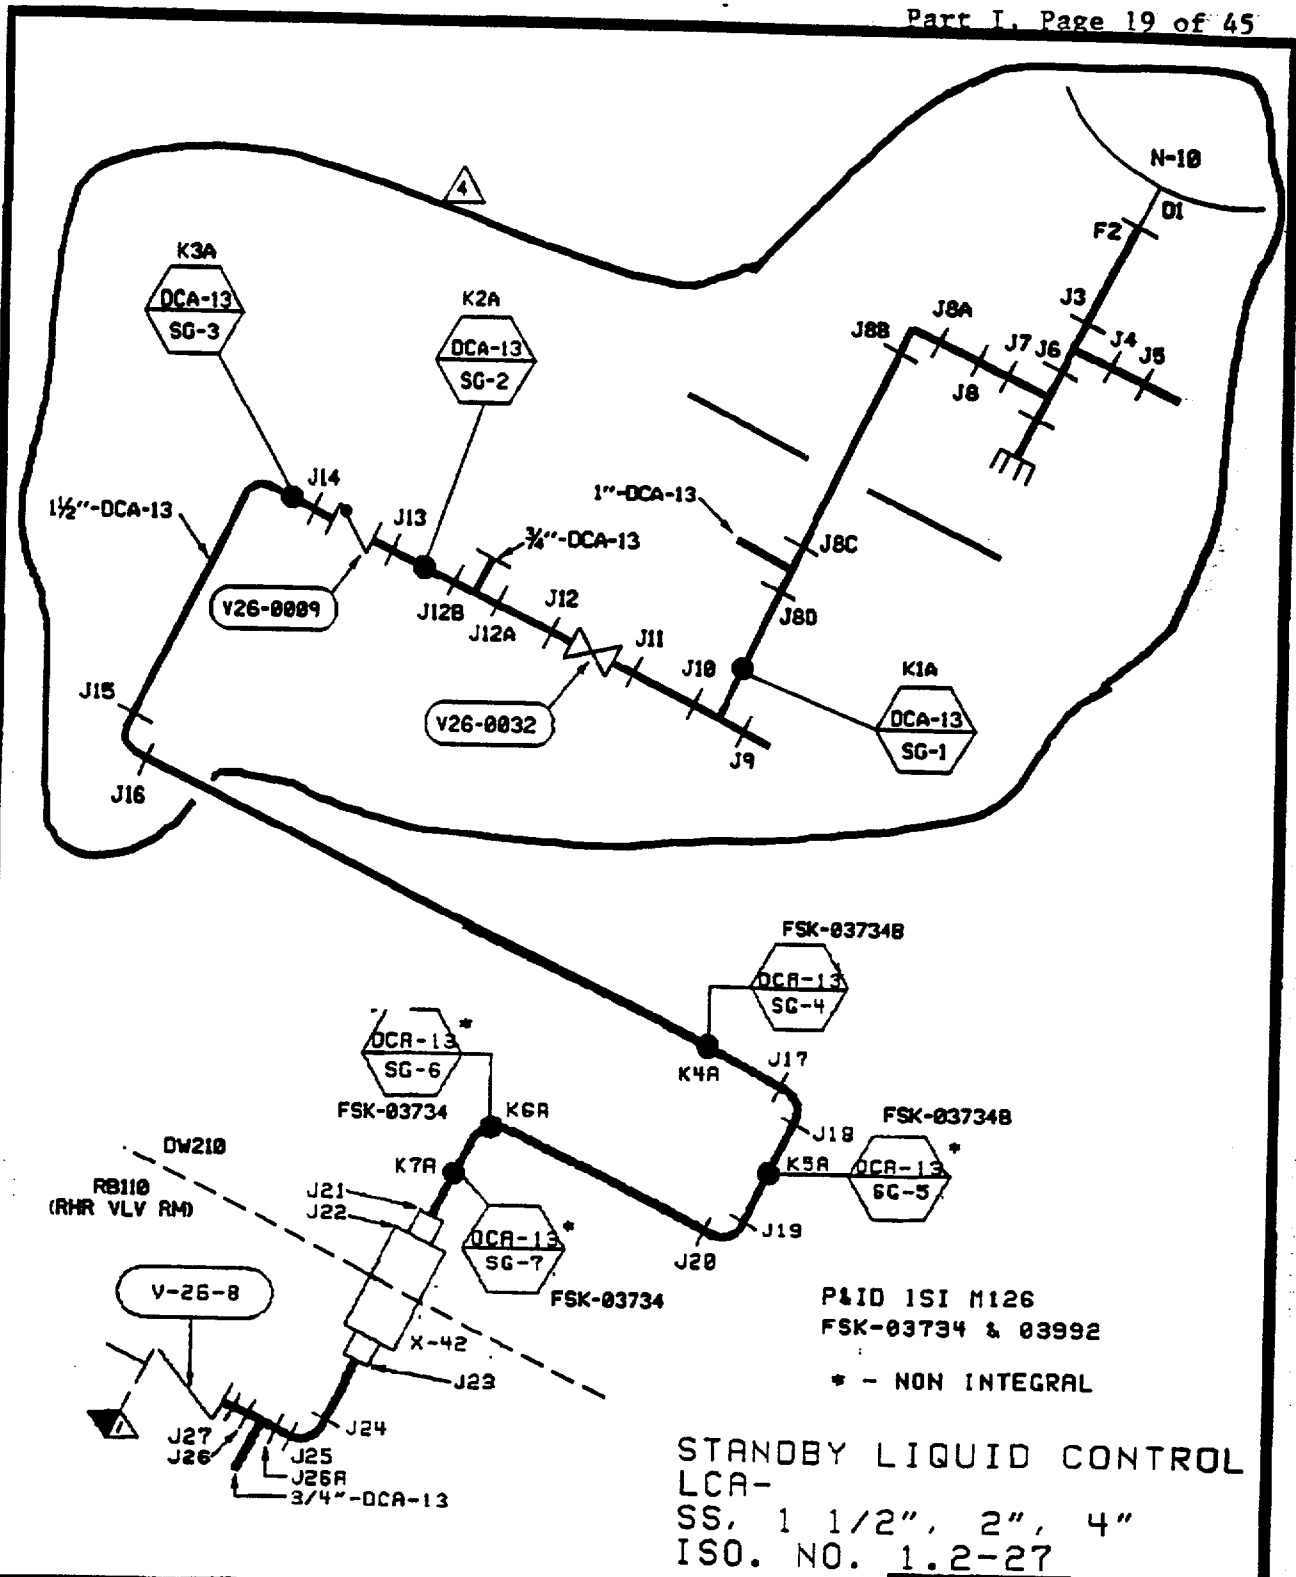 Part I, Page 19 of 45
N-10
D1
F2
4
K3A
DCA-13
SG-3
K2A
DCA-13
SG-2
J3
J8A
J8B
J7
J6
J4
J5
J8
J14
1½"-DCA-13
J13
1"-DCA-13
¾"-DCA-13
J8C
V26-0009
J12B
J12
J12A
J8D
J11
J10
K1A
DCA-13
SG-1
J15
V26-0032
J9
J16
FSK-03734B
DCA-13
SG-4
DCA-13 *
SG-6
FSK-03734
K4A
J17
K6A
FSK-03734B
J18
DW210
K7A
K5A
DCA-13 *
SG-5
RB110
(RHR VLV RM)
J21
J22
DCA-13 *
SG-7
FSK-03734
J19
J20
V-26-8
P&ID ISI M126
FSK-03734 & 03992
X-42
J23
* - NON INTEGRAL
J24
J27
J26
J25
J26A
3/4"-DCA-13
STANDBY LIQUID CONTROL
LCA-
SS, 1 1/2", 2", 4"
ISO. NO. 1.2-27